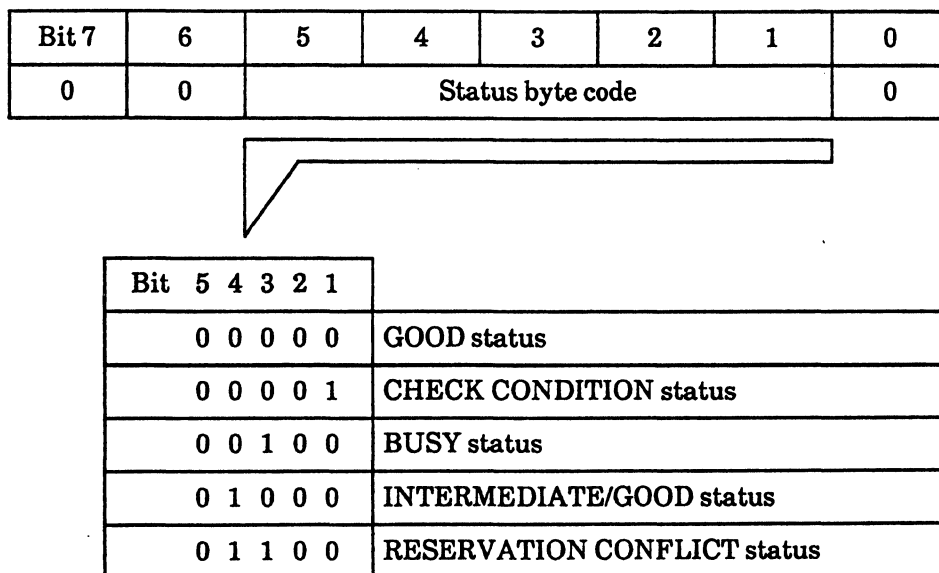 Bit 7 6 5 4 3 2 1 0
0 0 Status byte code 0
Bit 5 4 3 2 1
0 0 0 0 0 GOOD status
0 0 0 0 1 CHECK CONDITION status
0 0 1 0 0 BUSY status
0 1 0 0 0 INTERMEDIATE/GOOD status
0 1 1 0 0 RESERVATION CONFLICT status